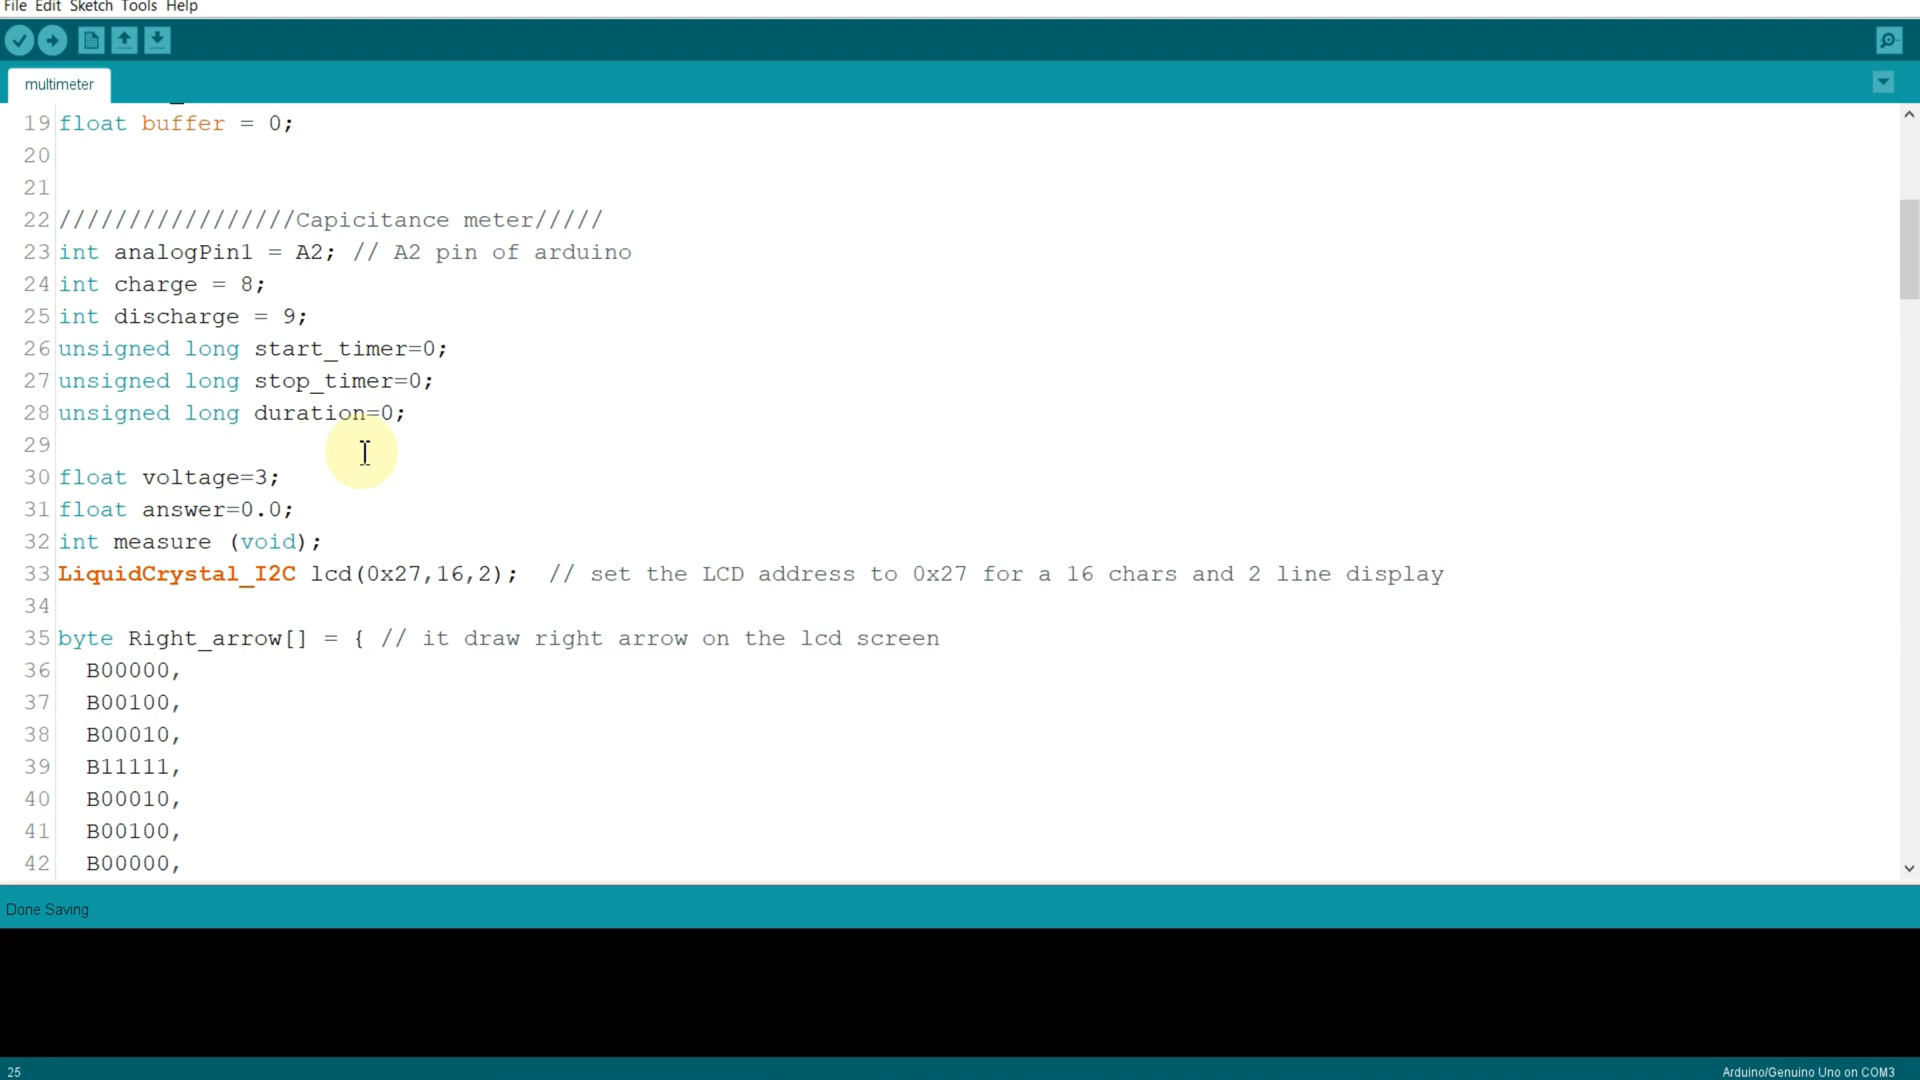 File Edit Sketch Tools Help
multimeter
19 float buffer = 0;
20
21
22 /////////////////Capicitance meter/////
23 int analogPin1 = A2; // A2 pin of arduino
24 int charge = 8;
25 int discharge = 9;
26 unsigned long start_timer=0;
27 unsigned long stop_timer=0;
28 unsigned long duration=0;
29
30 float voltage=3;
31 float answer=0.0;
32 int measure (void);
33 LiquidCrystal_I2C lcd(0x27,16,2);  // set the LCD address to 0x27 for a 16 chars and 2 line display
34
35 byte Right_arrow[] = { // it draw right arrow on the lcd screen
36   B00000,
37   B00100,
38   B00010,
39   B11111,
40   B00010,
41   B00100,
42   B00000,
Done Saving.
25
Arduino/Genuino Uno on COM3